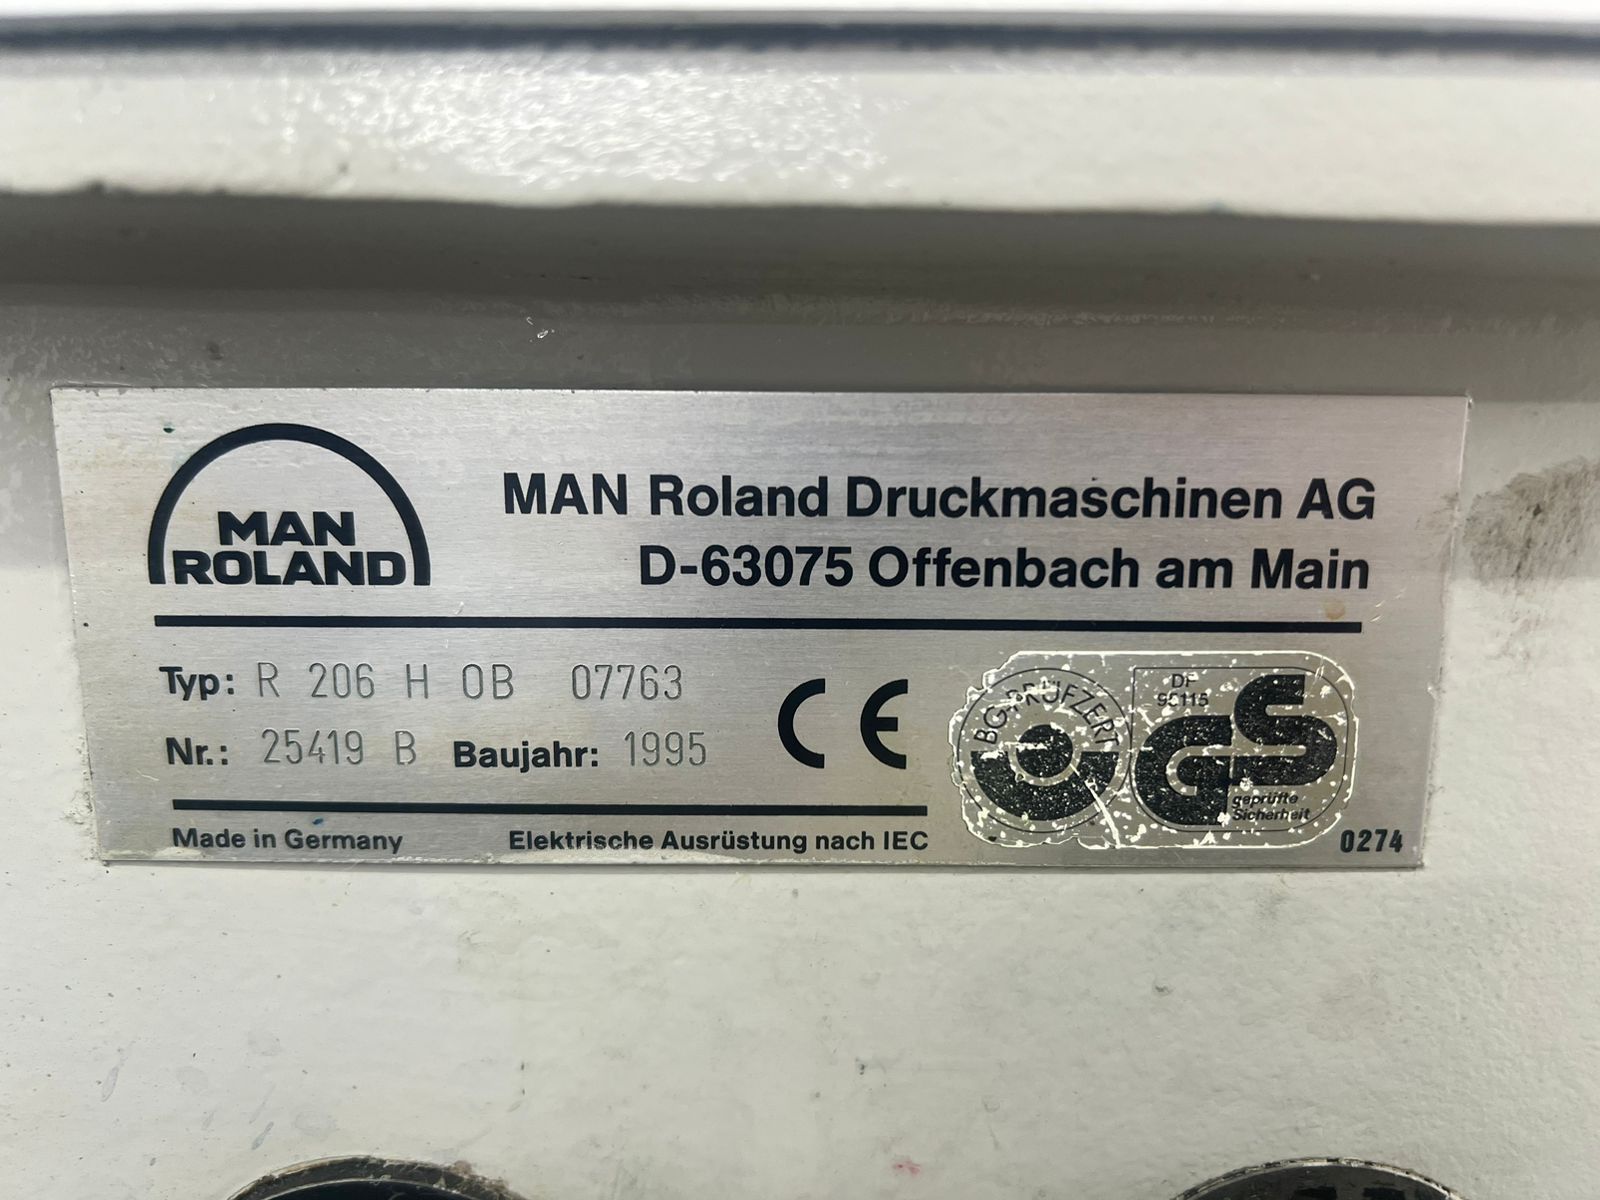 MAN
ROLAND
MAN Roland Druckmaschinen AG
D-63075 Offenbach am Main
Typ: R 206 H OB 07763
Nr.: 25419 B Baujahr: 1995
CE
BG-PRÜFZERT
DE
GS
geprüfte
Sicherheit
Made in Germany
Elektrische Ausrüstung nach IEC
0274